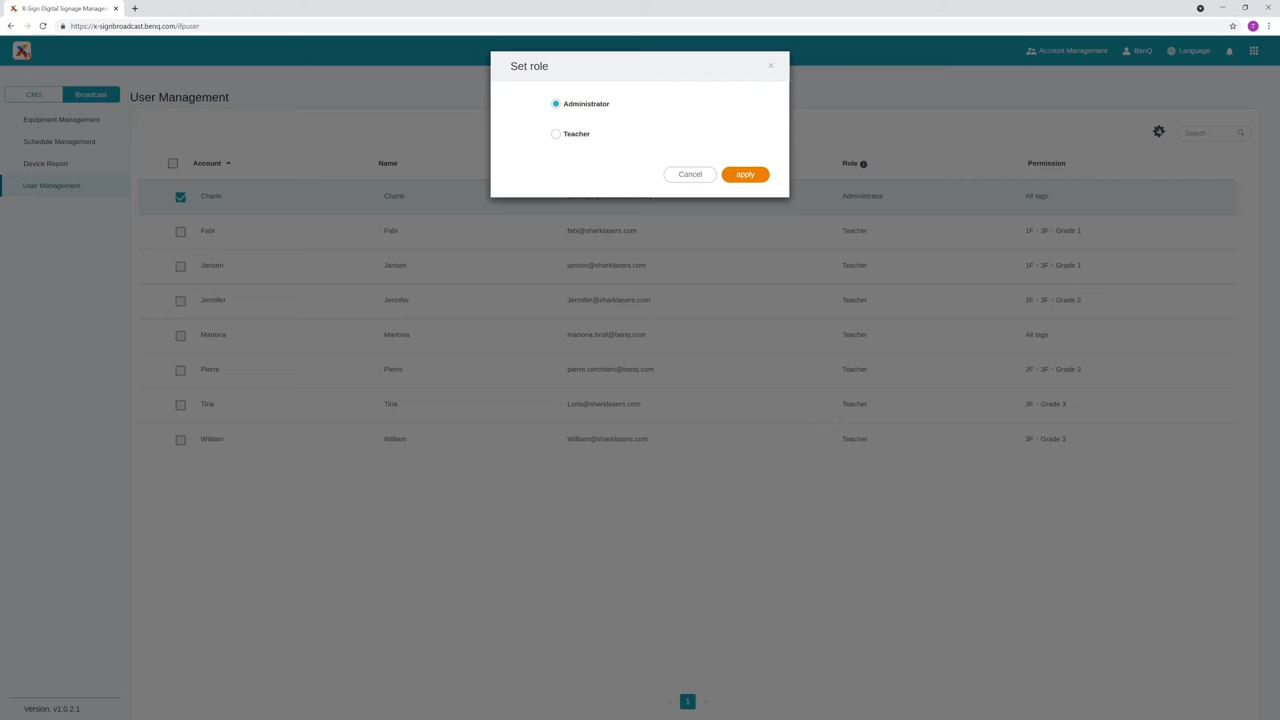 X-Sign Digital Signage Managem
https://x-signbroadcast.benq.com/ifpuser
T
Account Management
BenQ
Language
CMS
Broadcast
User Management
Equipment Management
Schedule Management
Device Report
User Management
Set role
Administrator
Teacher
Cancel
apply
Search...
Account
Name
Role
Permission
Charle Charle Administrator All tags
Fabi Fabi fabi@sharklasers.com Teacher 1F、3F、Grade 1
Jansen Jansen jansen@sharklasers.com Teacher 1F、3F、Grade 1
Jennifer Jennifer Jennifer@sharklasers.com Teacher 2F、3F、Grade 2
Mariona Mariona mariona.brull@benq.com Teacher All tags
Pierre Pierre pierre.cerchiaro@benq.com Teacher 2F、3F、Grade 2
Tina Tina Loris@sharklasers.com Teacher 3F、Grade 3
William William William@sharklasers.com Teacher 3F、Grade 3
< 1 >
Version: v1.0.2.1